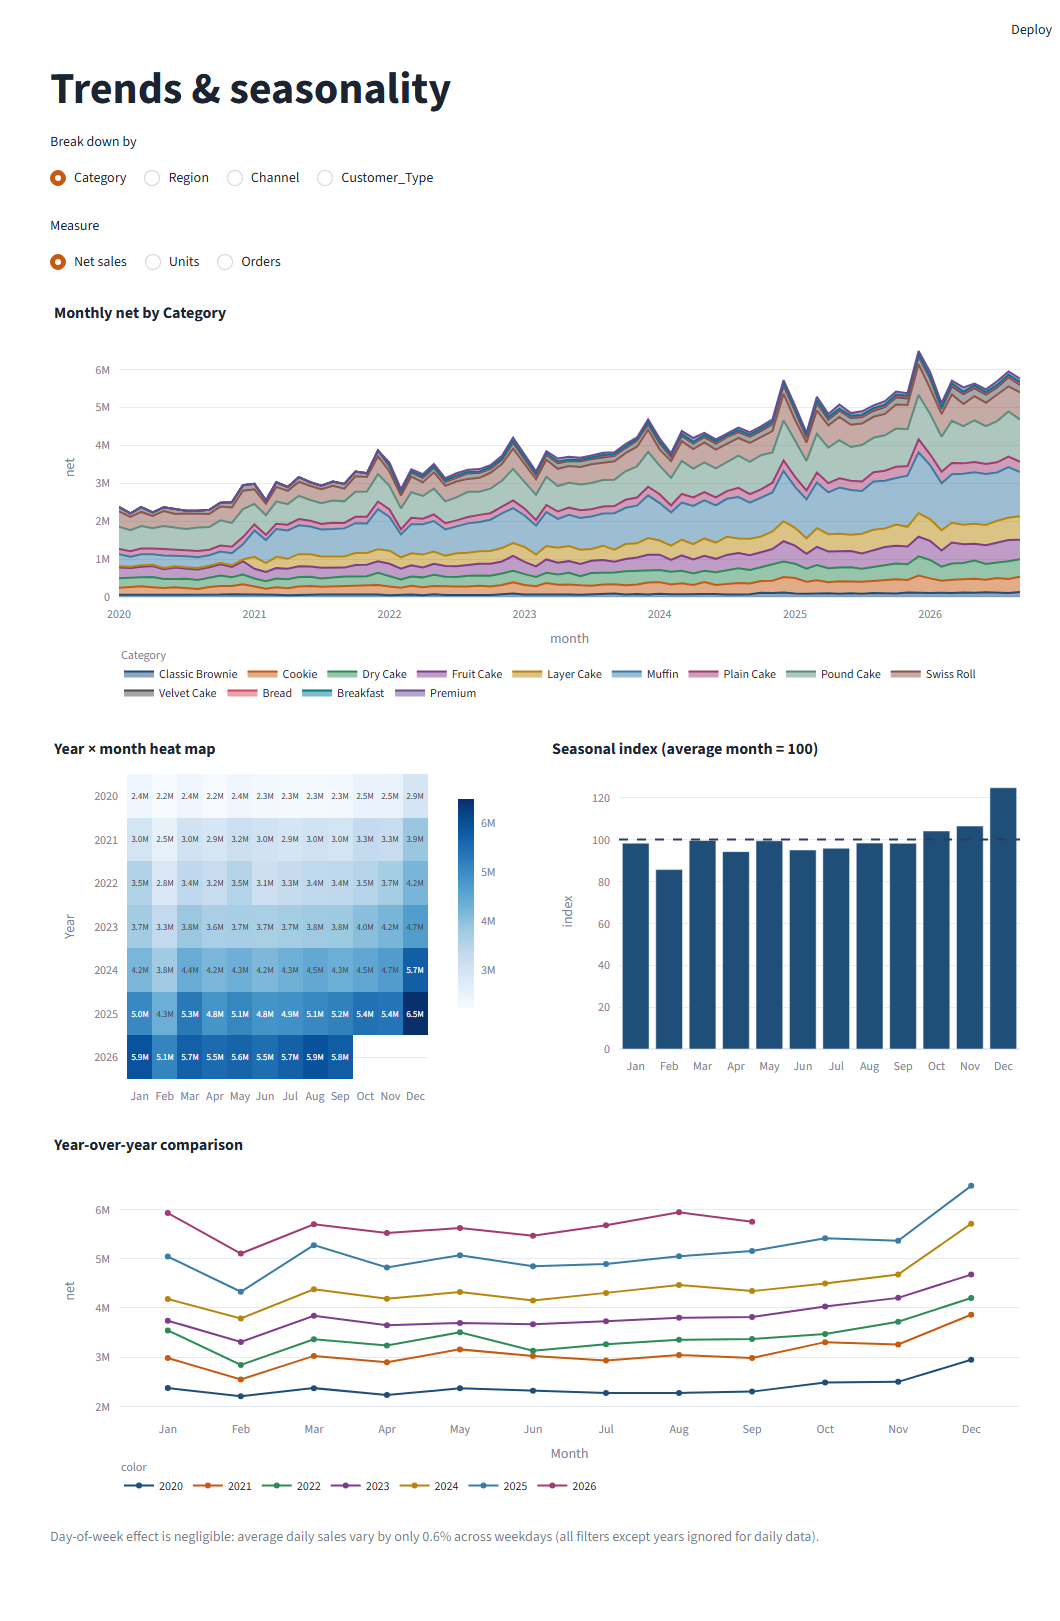 Deploy
Trends & seasonality
Break down by
Category Region Channel Customer_Type
Measure
Net sales Units Orders
Monthly net by Category
6M
5M
4M
3M
2M
1M
0
net
2020 2021 2022 2023 2024 2025 2026
month
Category
Classic Brownie Cookie Dry Cake Fruit Cake Layer Cake Muffin Plain Cake Pound Cake Swiss Roll
Velvet Cake Bread Breakfast Premium
Year × month heat map
2020 2.4M 2.2M 2.4M 2.2M 2.4M 2.3M 2.3M 2.3M 2.3M 2.5M 2.5M 2.9M
2021 3.0M 2.5M 3.0M 2.9M 3.2M 3.0M 2.9M 3.0M 3.0M 3.3M 3.3M 3.9M
2022 3.5M 2.8M 3.4M 3.2M 3.5M 3.1M 3.3M 3.4M 3.4M 3.5M 3.7M 4.2M
2023 3.7M 3.3M 3.8M 3.6M 3.7M 3.7M 3.7M 3.8M 3.8M 4.0M 4.2M 4.7M
2024 4.2M 3.8M 4.4M 4.2M 4.3M 4.2M 4.3M 4.5M 4.3M 4.5M 4.7M 5.7M
2025 5.0M 4.3M 5.3M 4.8M 5.1M 4.8M 4.9M 5.1M 5.2M 5.4M 5.4M 6.5M
2026 5.9M 5.1M 5.7M 5.5M 5.6M 5.5M 5.7M 5.9M 5.8M
Year
Jan Feb Mar Apr May Jun Jul Aug Sep Oct Nov Dec
6M
5M
4M
3M
Seasonal index (average month = 100)
120
100
80
60
40
20
0
index
Jan Feb Mar Apr May Jun Jul Aug Sep Oct Nov Dec
Year-over-year comparison
6M
5M
4M
3M
2M
net
Jan Feb Mar Apr May Jun Jul Aug Sep Oct Nov Dec
Month
color
2020 2021 2022 2023 2024 2025 2026
Day-of-week effect is negligible: average daily sales vary by only 0.6% across weekdays (all filters except years ignored for daily data).